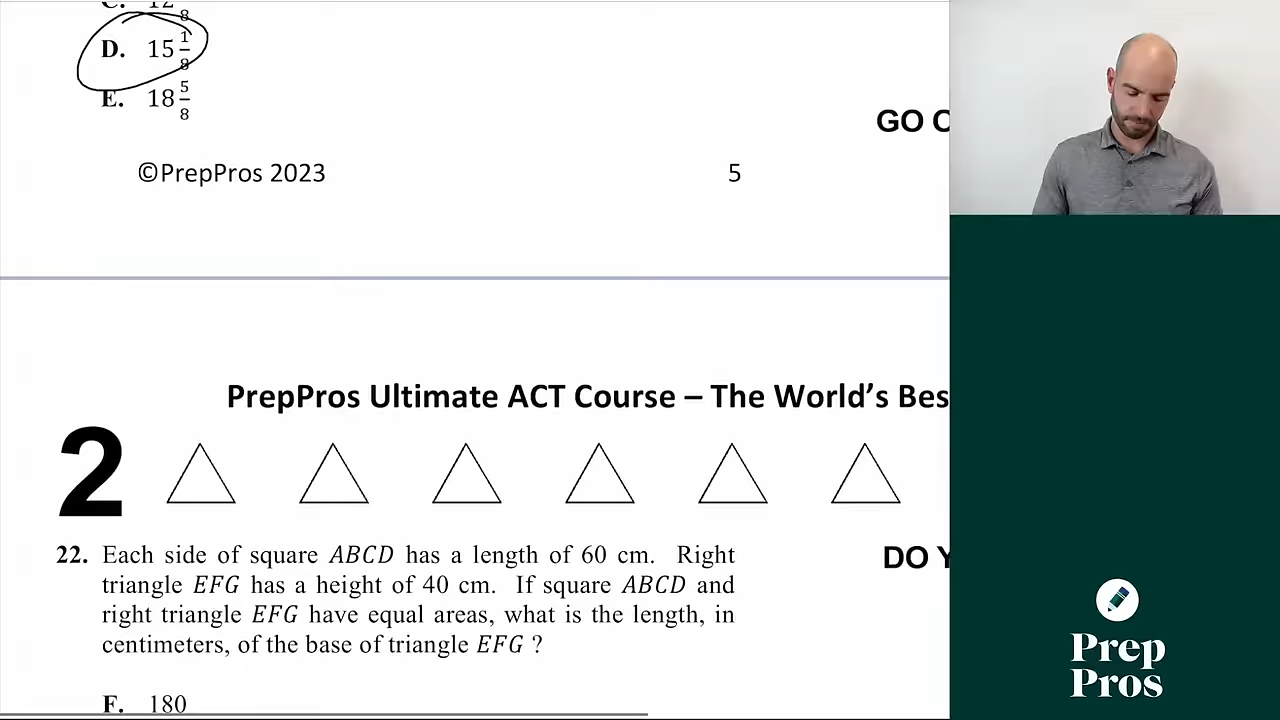 C. 12 8
D. 15 1/8
E. 18 5/8
GO
©PrepPros 2023
5
PrepPros Ultimate ACT Course – The World's Bes
2
22. Each side of square ABCD has a length of 60 cm. Right
triangle EFG has a height of 40 cm. If square ABCD and
right triangle EFG have equal areas, what is the length, in
centimeters, of the base of triangle EFG ?
DO
F. 180
Prep
Pros